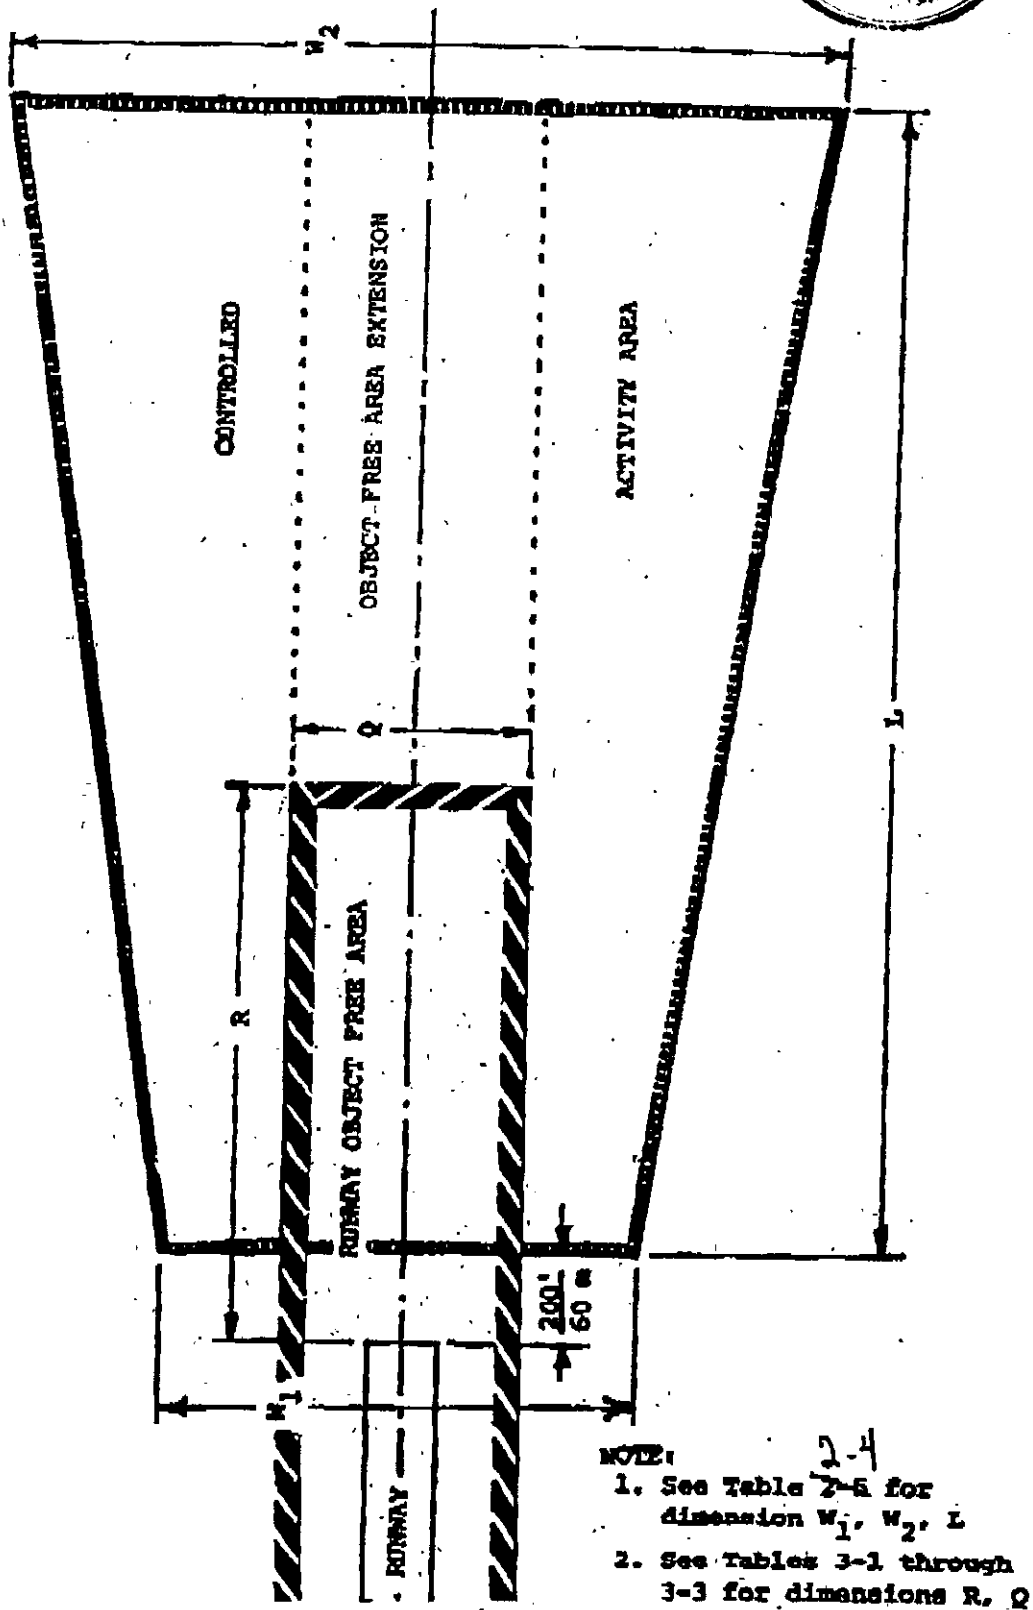 W2
CONTROLLED
OBJECT-FREE AREA EXTENSION
ACTIVITY AREA
Q
L
R
RUNWAY OBJECT FREE AREA
200'
60 m
W1
RUNWAY
NOTE:
2-4
1. See Table 2-5 for
dimension W1, W2, L
2. See Tables 3-1 through
3-3 for dimensions R, Q